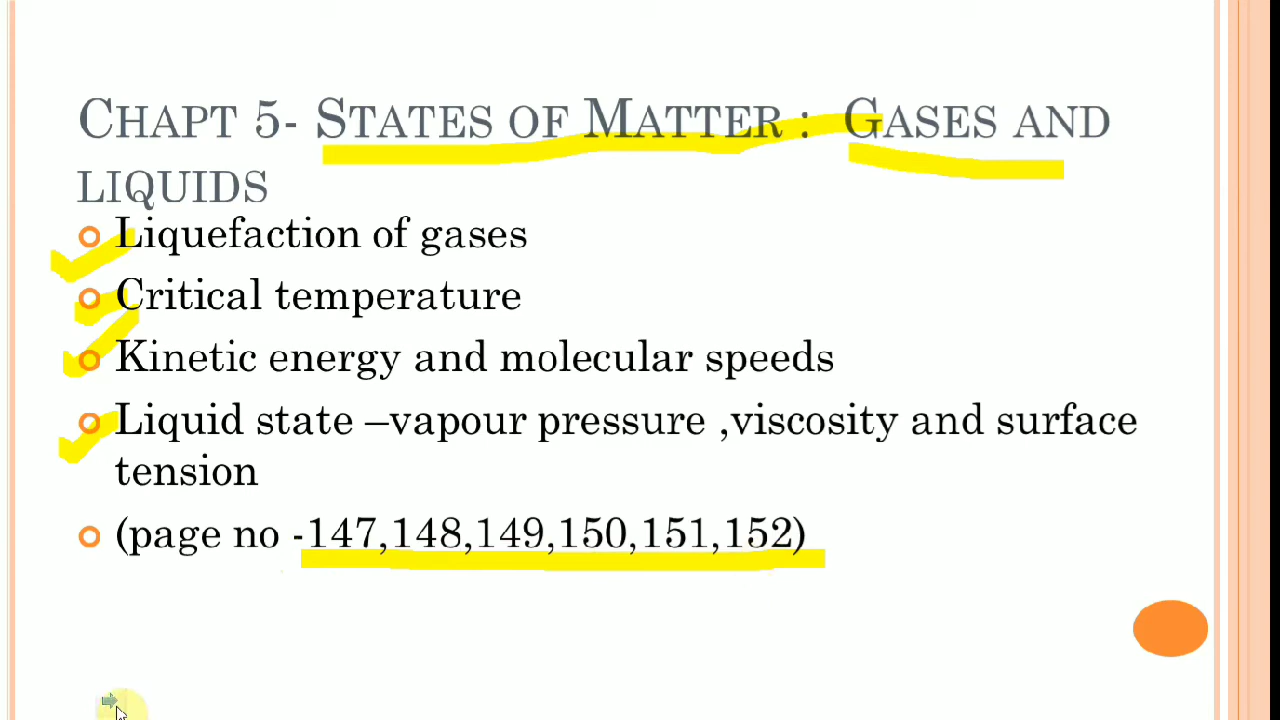 Chapt 5- States of Matter : Gases and
liquids
Liquefaction of gases
Critical temperature
Kinetic energy and molecular speeds
Liquid state –vapour pressure ,viscosity and surface
tension
(page no -147,148,149,150,151,152)